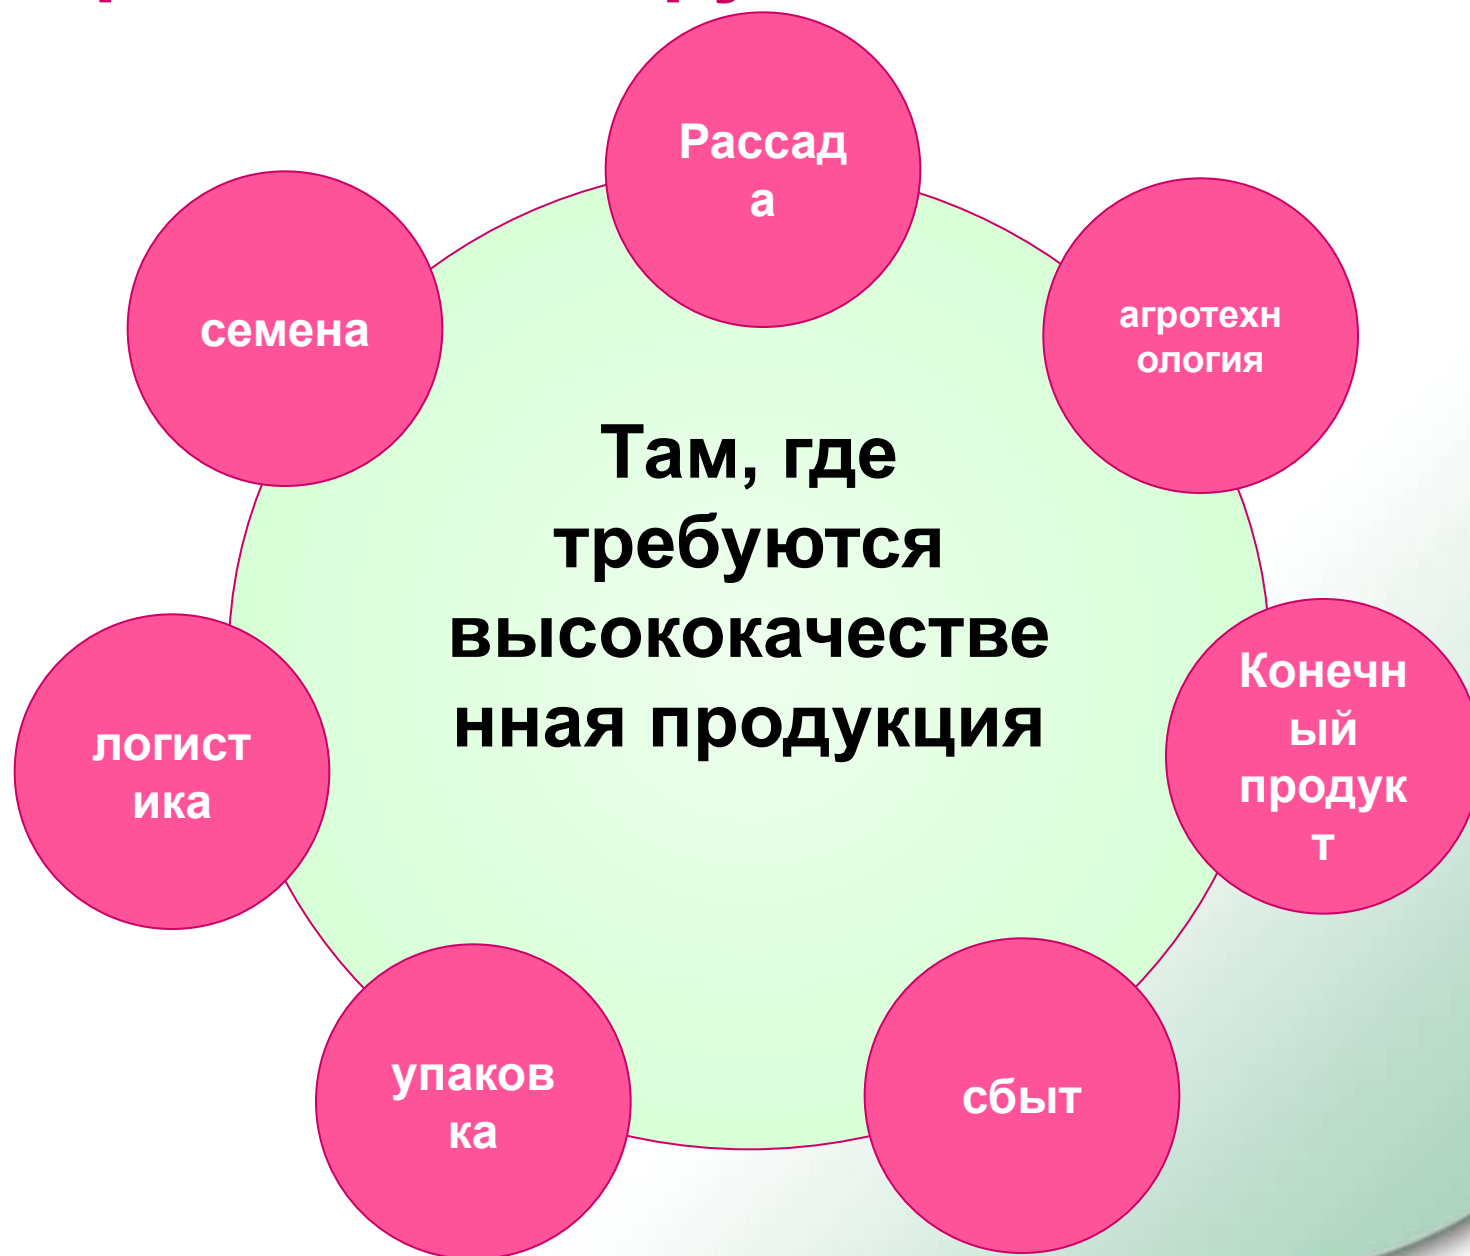 Рассад
а
семена
агротехн
ология
Там, где
требуются
высококачестве
нная продукция
Конечн
ый
продук
т
логист
ика
упаков
ка
сбыт